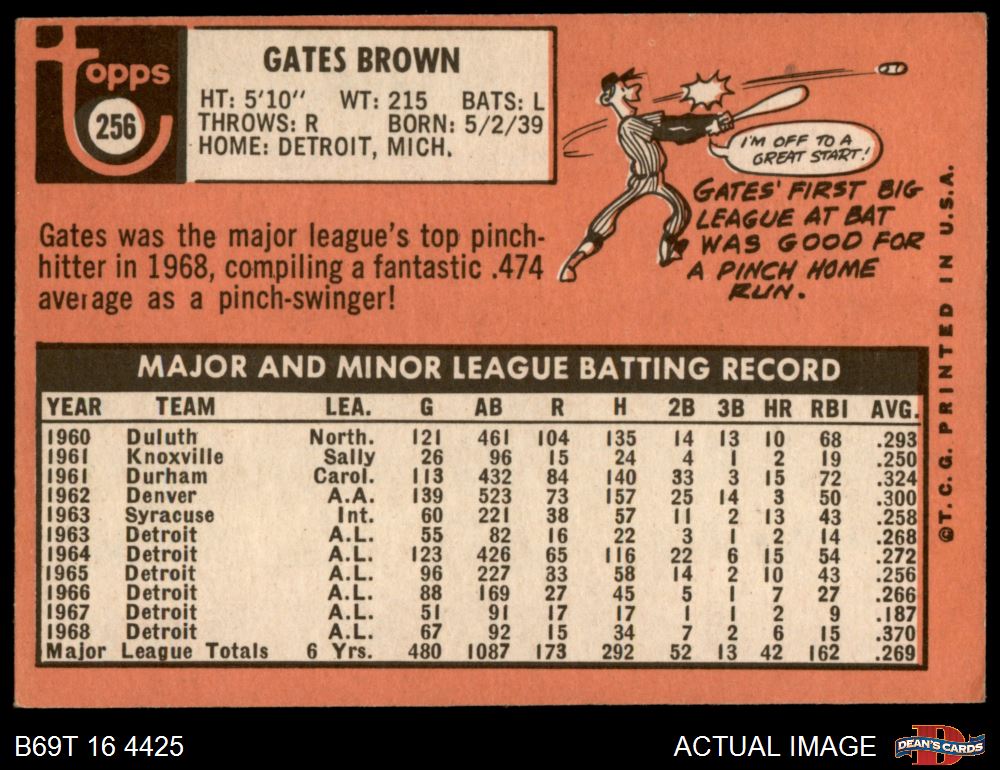 topps
256
GATES BROWN
HT: 5'10" WT: 215 BATS: L
THROWS: R BORN: 5/2/39
HOME: DETROIT, MICH.
I'M OFF TO A
GREAT START!
GATES' FIRST BIG
LEAGUE AT BAT
WAS GOOD FOR
A PINCH HOME
RUN.
Gates was the major league's top pinch-
hitter in 1968, compiling a fantastic .474
average as a pinch-swinger!
MAJOR AND MINOR LEAGUE BATTING RECORD
YEAR TEAM LEA. G AB R H 2B 3B HR RBI AVG.
1960 Duluth North. 121 461 104 135 14 13 10 68 .293
1961 Knoxville Sally 26 96 15 24 4 1 2 19 .250
1961 Durham Carol. 113 432 84 140 33 3 15 72 .324
1962 Denver A.A. 139 523 73 157 25 14 3 50 .300
1963 Syracuse Int. 60 221 38 57 11 2 13 43 .258
1963 Detroit A.L. 55 82 16 22 3 1 2 14 .268
1964 Detroit A.L. 123 426 65 116 22 6 15 54 .272
1965 Detroit A.L. 96 227 33 58 14 2 10 43 .256
1966 Detroit A.L. 88 169 27 45 5 1 7 27 .266
1967 Detroit A.L. 51 91 17 17 1 1 2 9 .187
1968 Detroit A.L. 67 92 15 34 7 2 6 15 .370
Major League Totals 6 Yrs. 480 1087 173 292 52 13 42 162 .269
©T.C.G. PRINTED IN U.S.A.
B69T 16 4425
ACTUAL IMAGE
D
DEAN'S CARDS